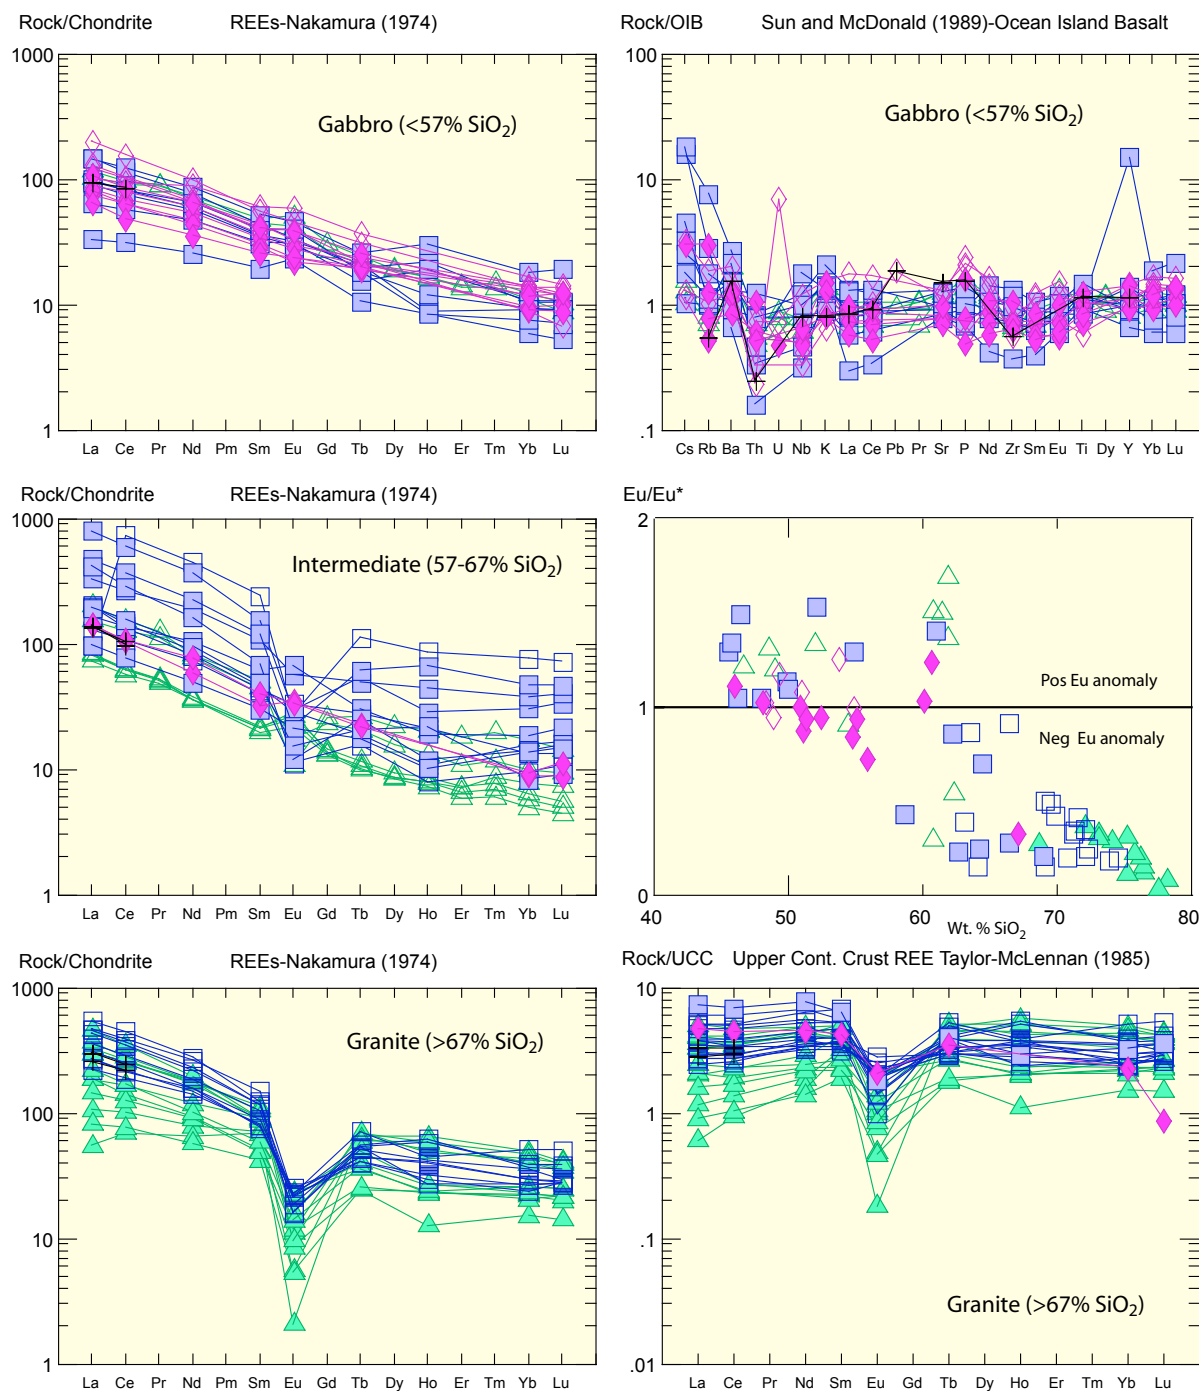 Rock/Chondrite REEs-Nakamura (1974)
1000
100
10
1
Gabbro (<57% SiO2)
La Ce Pr Nd Pm Sm Eu Gd Tb Dy Ho Er Tm Yb Lu
Rock/OIB Sun and McDonald (1989)-Ocean Island Basalt
100
10
1
.1
Gabbro (<57% SiO2)
Cs Rb Ba Th U Nb K La Ce Pb Pr Sr P Nd Zr Sm Eu Ti Dy Y Yb Lu
Rock/Chondrite REEs-Nakamura (1974)
1000
100
10
1
Intermediate (57-67% SiO2)
La Ce Pr Nd Pm Sm Eu Gd Tb Dy Ho Er Tm Yb Lu
Eu/Eu*
2
1
0
Pos Eu anomaly
Neg Eu anomaly
40 50 60 70 80
Wt. % SiO2
Rock/Chondrite REEs-Nakamura (1974)
1000
100
10
1
Granite (>67% SiO2)
La Ce Pr Nd Pm Sm Eu Gd Tb Dy Ho Er Tm Yb Lu
Rock/UCC Upper Cont. Crust REE Taylor-McLennan (1985)
10
1
.1
.01
Granite (>67% SiO2)
La Ce Pr Nd Sm Eu Gd Tb Dy Ho Er Tm Yb Lu